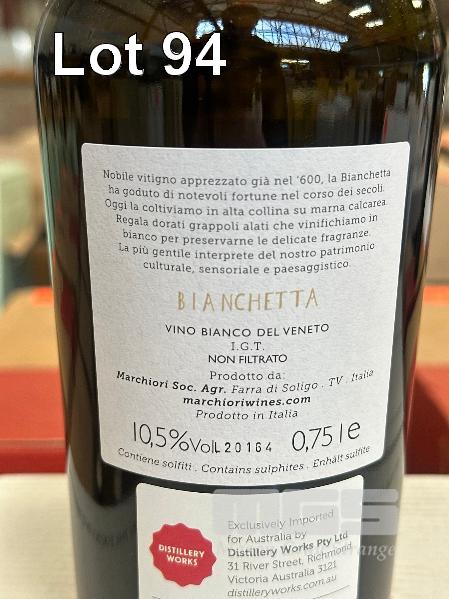 Lot 94
Nobile vitigno apprezzato già nel '600, la Bianchetta
ha goduto di notevoli fortune nel corso dei secoli.
Oggi la coltiviamo in alta collina su marna calcarea.
Regala dorati grappoli alati che vinifichiamo in
bianco per preservarne le delicate fragranze.
La più gentile interprete del nostro patrimonio
culturale, sensoriale e paesaggistico.
BIANCHETTA
VINO BIANCO DEL VENETO
I.G.T.
NON FILTRATO
Prodotto da:
Marchiori Soc. Agr. Farra di Soligo . TV . Italia
marchioriwines.com
Prodotto in Italia
10,5%Vol L20164 0,75 l e
Contiene solfiti . Contains sulphites . Enhält sulfite
DISTILLERY
WORKS
Exclusively Imported
for Australia by
Distillery Works Pty Ltd
31 River Street, Richmond
Victoria Australia 3121
distilleryworks.com.au